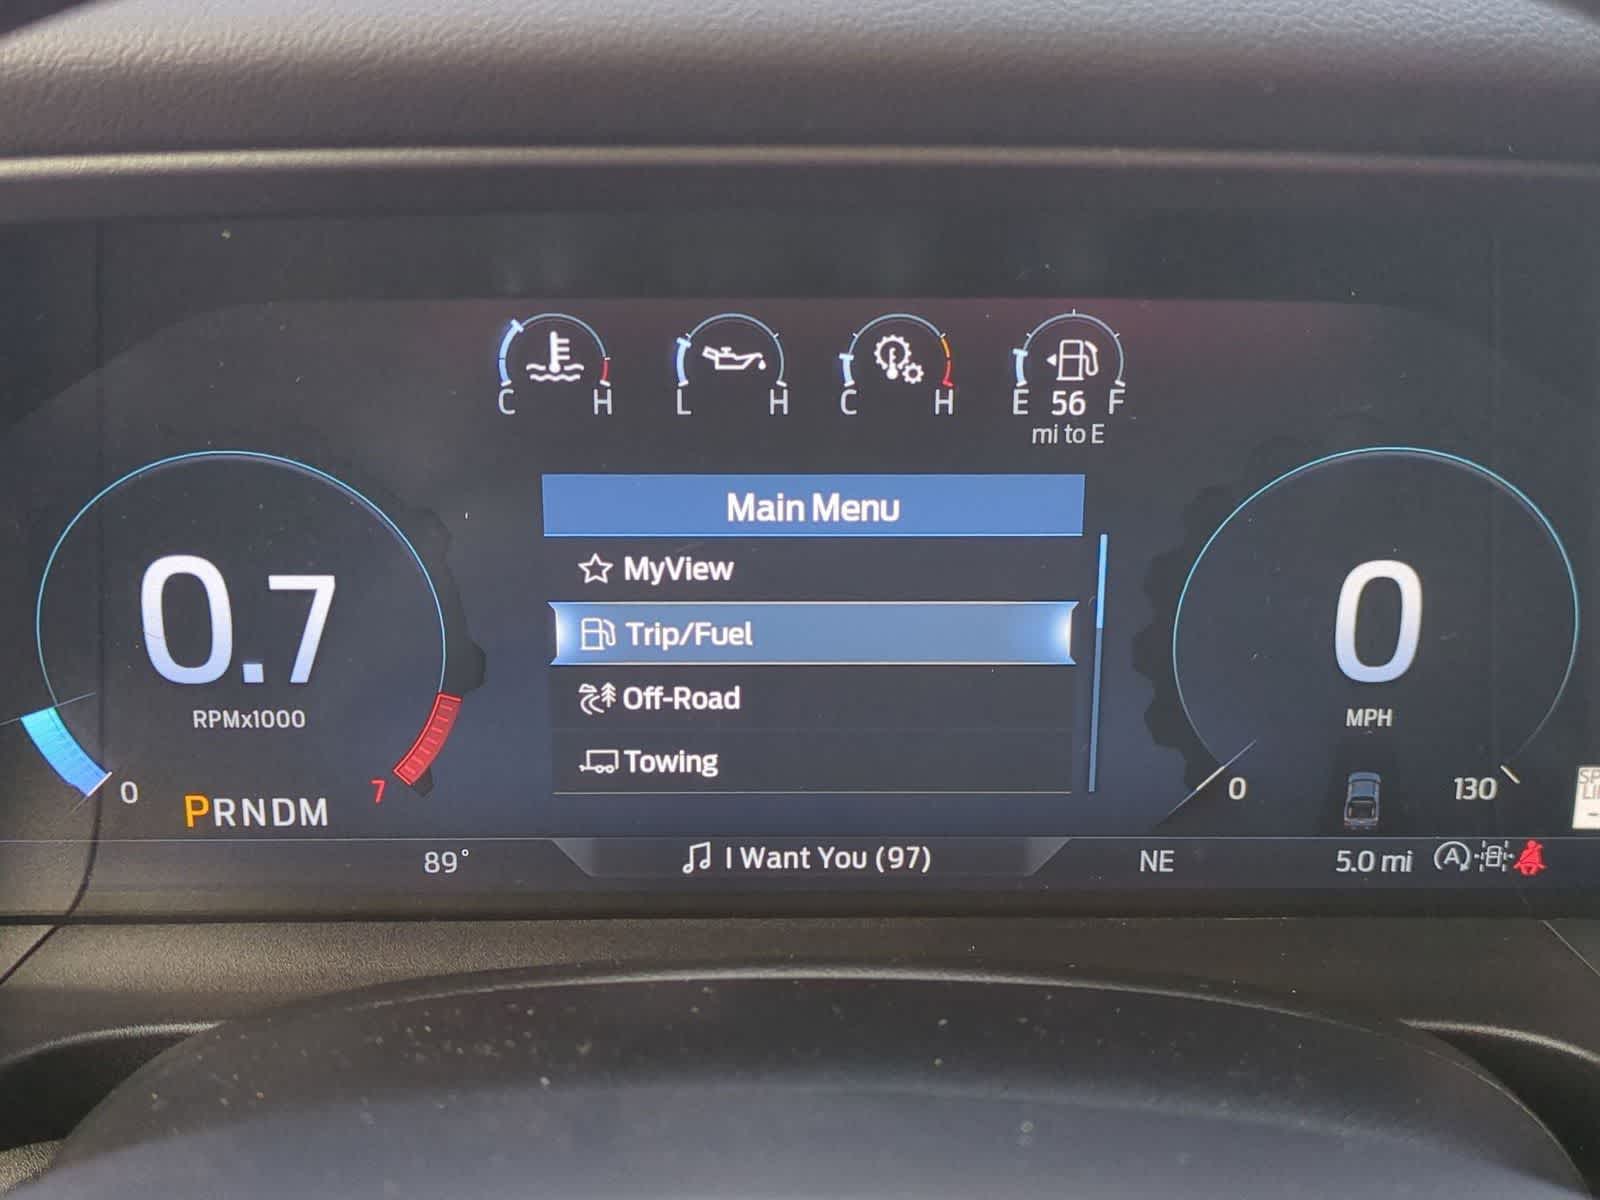 C H L H C H E 56 F
mi to E
Main Menu
MyView
Trip/Fuel
Off-Road
Towing
0.7
RPMx1000
0 7
PRNDM
0
MPH
0 130
89°
I Want You (97)
NE
5.0 mi
A